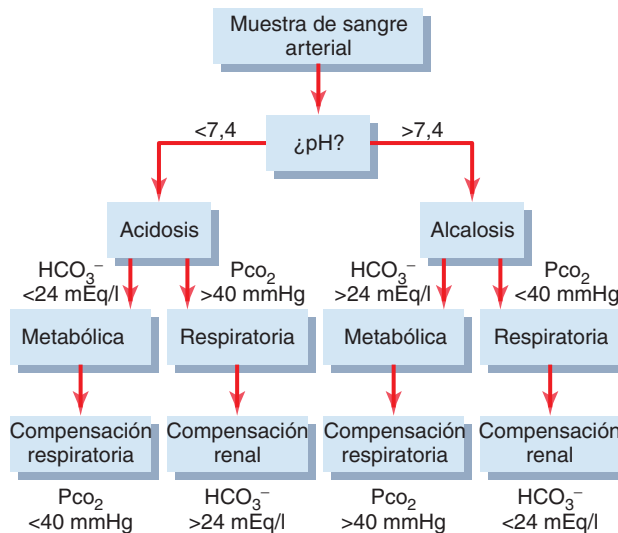 Muestra de sangre
arterial
<7,4
¿pH?
>7,4
Acidosis
Alcalosis
HCO₃⁻
<24 mEq/l
Pco₂
>40 mmHg
HCO₃⁻
>24 mEq/l
Pco₂
<40 mmHg
Metabólica
Respiratoria
Metabólica
Respiratoria
Compensación
respiratoria
Compensación
renal
Compensación
respiratoria
Compensación
renal
Pco₂
<40 mmHg
HCO₃⁻
>24 mEq/l
Pco₂
>40 mmHg
HCO₃⁻
<24 mEq/l